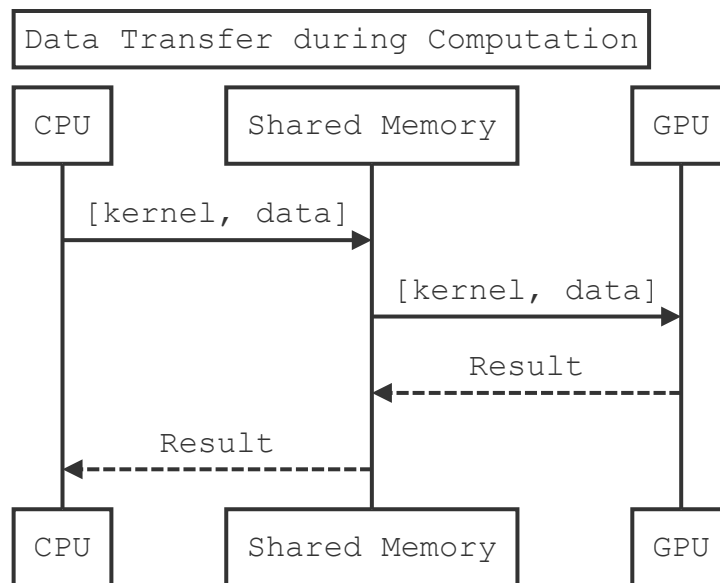 Data Transfer during Computation
CPU
Shared Memory
GPU
[kernel, data]
[kernel, data]
Result
Result
CPU
Shared Memory
GPU